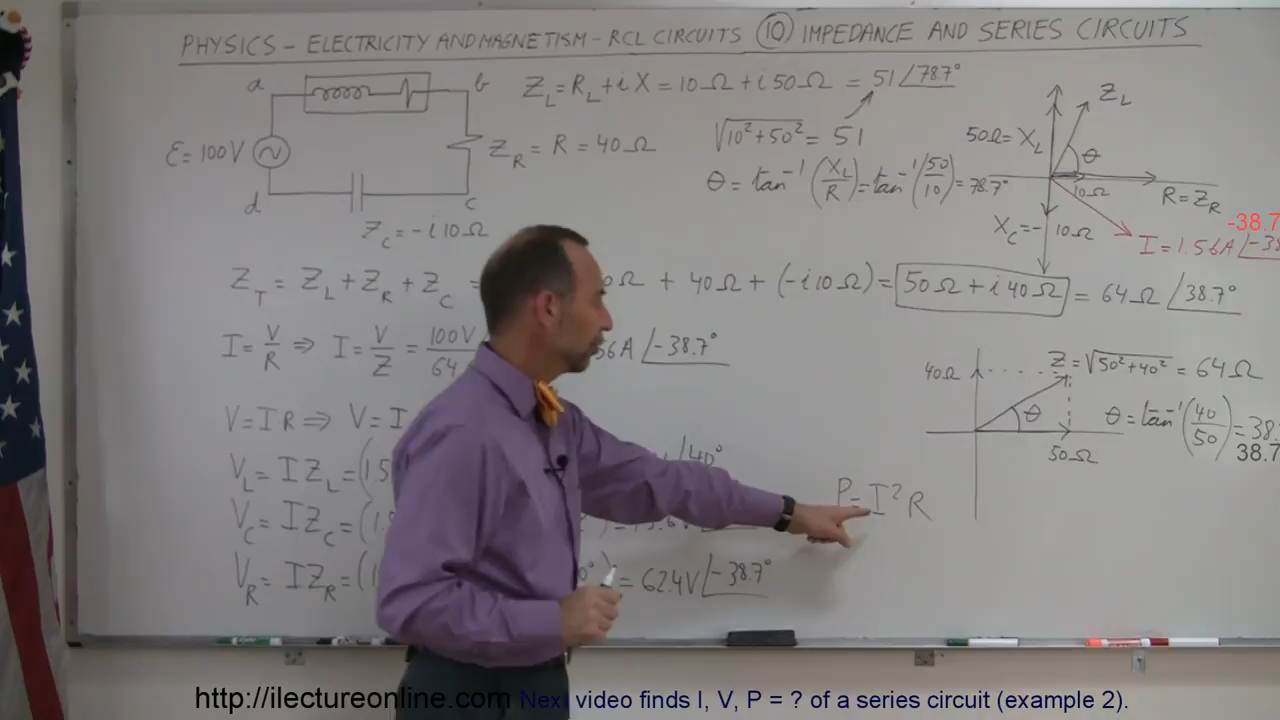 PHYSICS - ELECTRICITY AND MAGNETISM - RCL CIRCUITS (10) IMPEDANCE AND SERIES CIRCUITS
a
b
ε = 100V
d
c
Z_L = R_L + iX = 10Ω + i50Ω = 51 ∠78.7°
Z_R = R = 40Ω
Z_C = -i10Ω
√(10² + 50²) = 51
θ = tan⁻¹(X_L/R) = tan⁻¹(50/10) = 78.7°
Z_L
50Ω = X_L
θ
10Ω
R = Z_R
X_C = - 10Ω
-38.7
I = 1.56A ∠-38
Z_T = Z_L + Z_R + Z_C = Ω + 40Ω + (-i10Ω) = 50Ω + i40Ω = 64Ω ∠38.7°
I = V/R ⇒ I = V/Z = 100V/64 56A ∠-38.7°
40Ω
Z = √(50² + 40²) = 64Ω
θ
θ = tan⁻¹(40/50) = 38.
38.7
50Ω
V = IR ⇒ V = I
V_L = IZ_L = (1.5 /40°
V_C = IZ_C = (1.
V_R = IZ_R = (1 0°) = 62.4V ∠-38.7°
P = I²R
http://ilectureonline.com Next video finds I, V, P = ? of a series circuit (example 2).